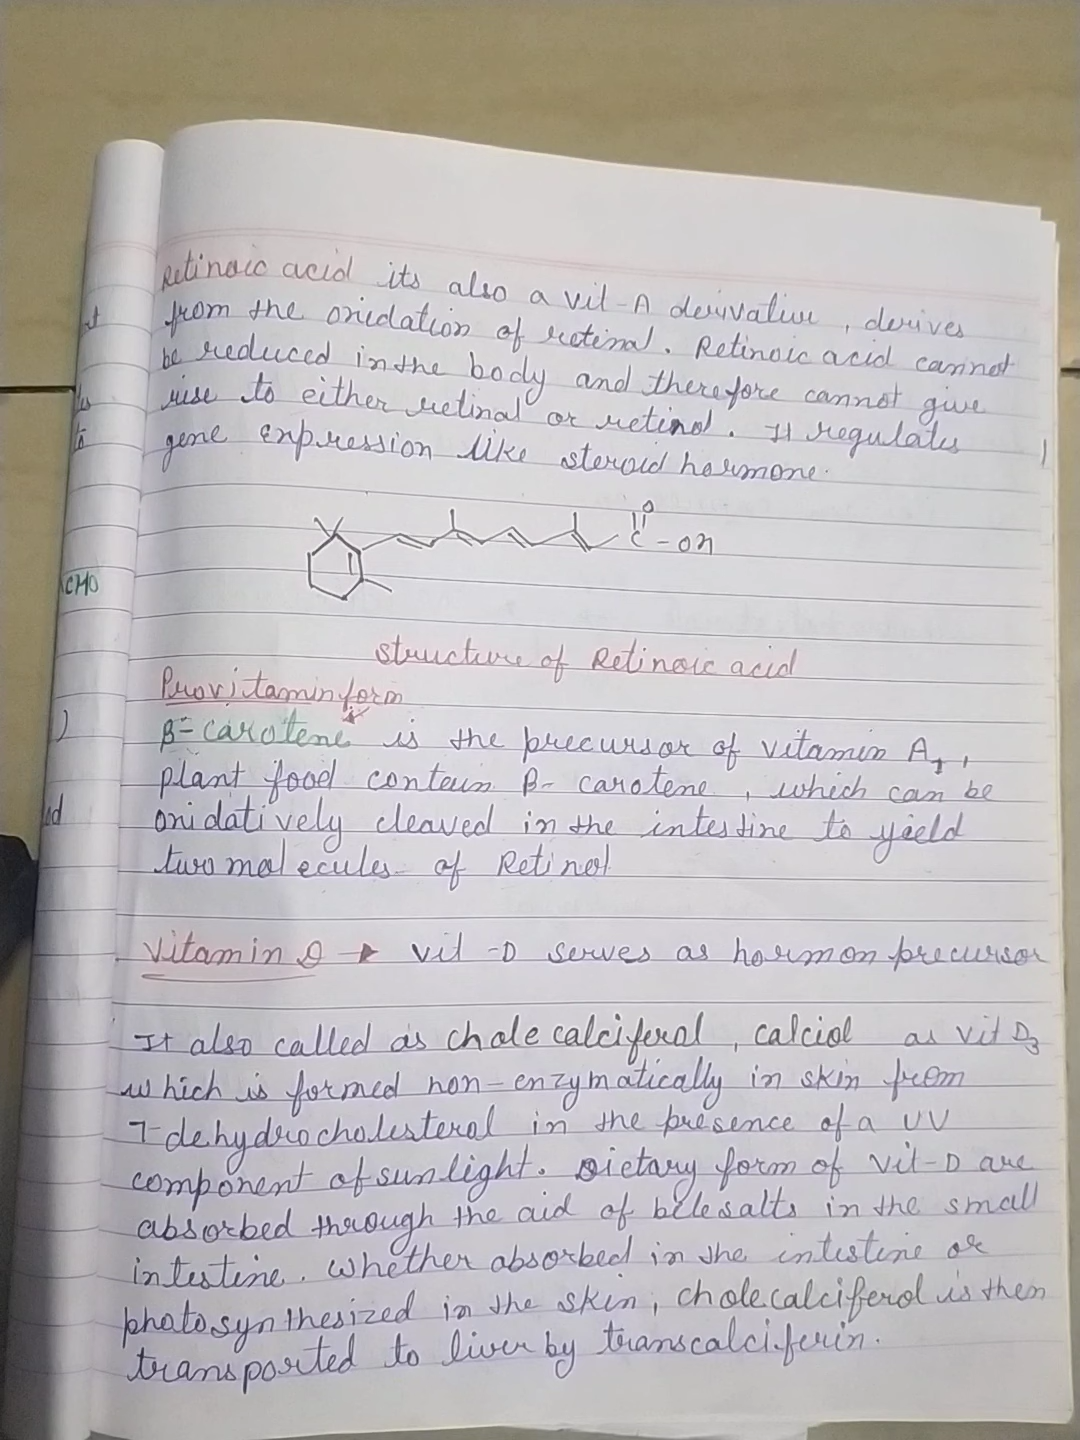 Retinoic acid its also a vit-A derivative, derives
from the oxidation of retinal. Retinoic acid cannot
be reduced in the body and therefore cannot give
rise to either retinal or retinol. It regulates
gene expression like steroid hormone.
O
C - OH
CHO
structure of Retinoic acid
Provitamin form
β-carotene is the precursor of vitamin A1,
plant food contain β-carotene, which can be
oxidatively cleaved in the intestine to yield
two molecules of Retinol
Vitamin D → vit-D serves as hormon precursor
It also called as cholecalciferol, calciol as vit D3
which is formed non-enzymatically in skin from
7-dehydrocholesterol in the presence of a UV
component of sunlight. Dietary form of vit-D are
absorbed through the aid of bile salts in the small
intestine. Whether absorbed in the intestine or
photosynthesized in the skin, cholecalciferol is then
transported to liver by transcalciferin.